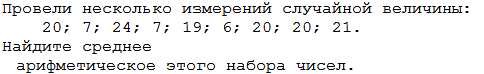 Провели несколько измерений случайной величины:
20; 7; 24; 7; 19; 6; 20; 20; 21.
Найдите среднее
арифметическое этого набора чисел.